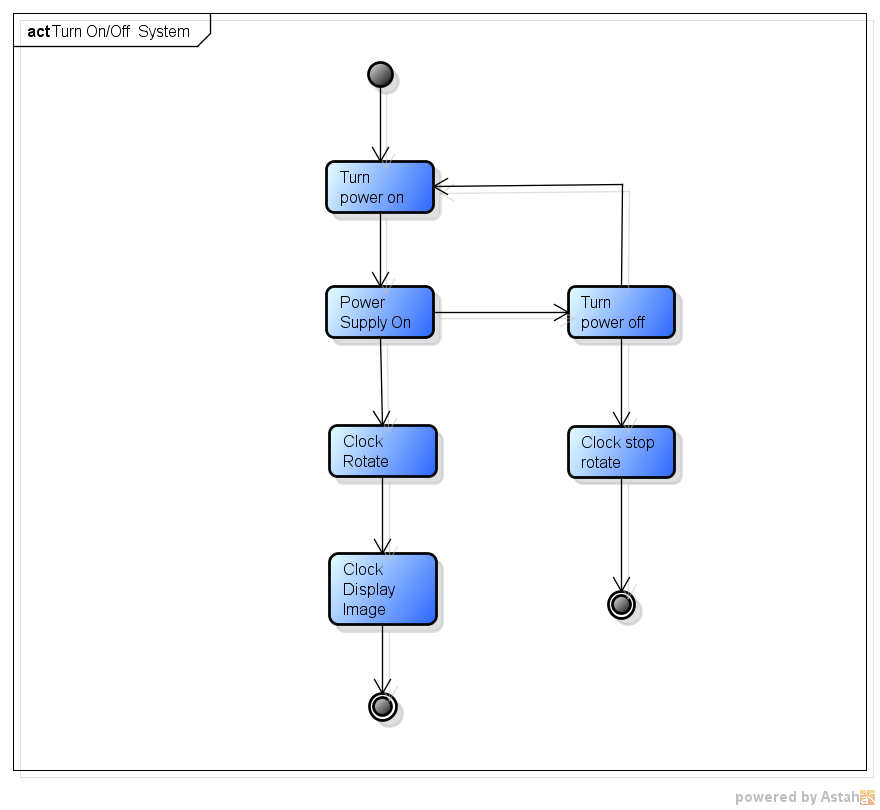 act Turn On/Off System
Turn
power on
Power
Supply On
Turn
power off
Clock
Rotate
Clock stop
rotate
Clock
Display
Image
powered by Astah